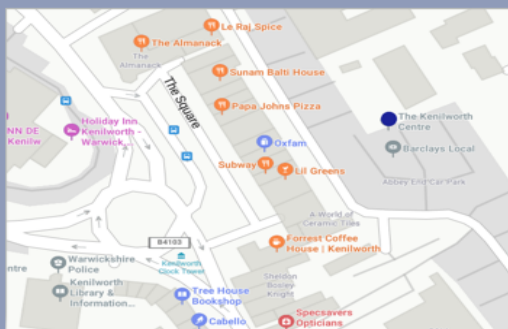 Le Raj Spice
The Almanack
The
Almanack
Sunam Balti House
The Square
Papa Johns Pizza
The Kenilworth
Centre
Holiday Inn
Kenilworth -
Warwick...
NN DE
Kenilw
Oxfam
Barclays Local
Subway
Lil Greens
Abbey End Car Park
A World of
Ceramic Tiles
B4103
Forrest Coffee
House | Kenilworth
Warwickshire
Police
Kenilworth
Clock Tower
entre
Kenilworth
Library &
Information...
Sheldon
Bosley
Knight
Tree House
Bookshop
Cabello
Specsavers
Opticians